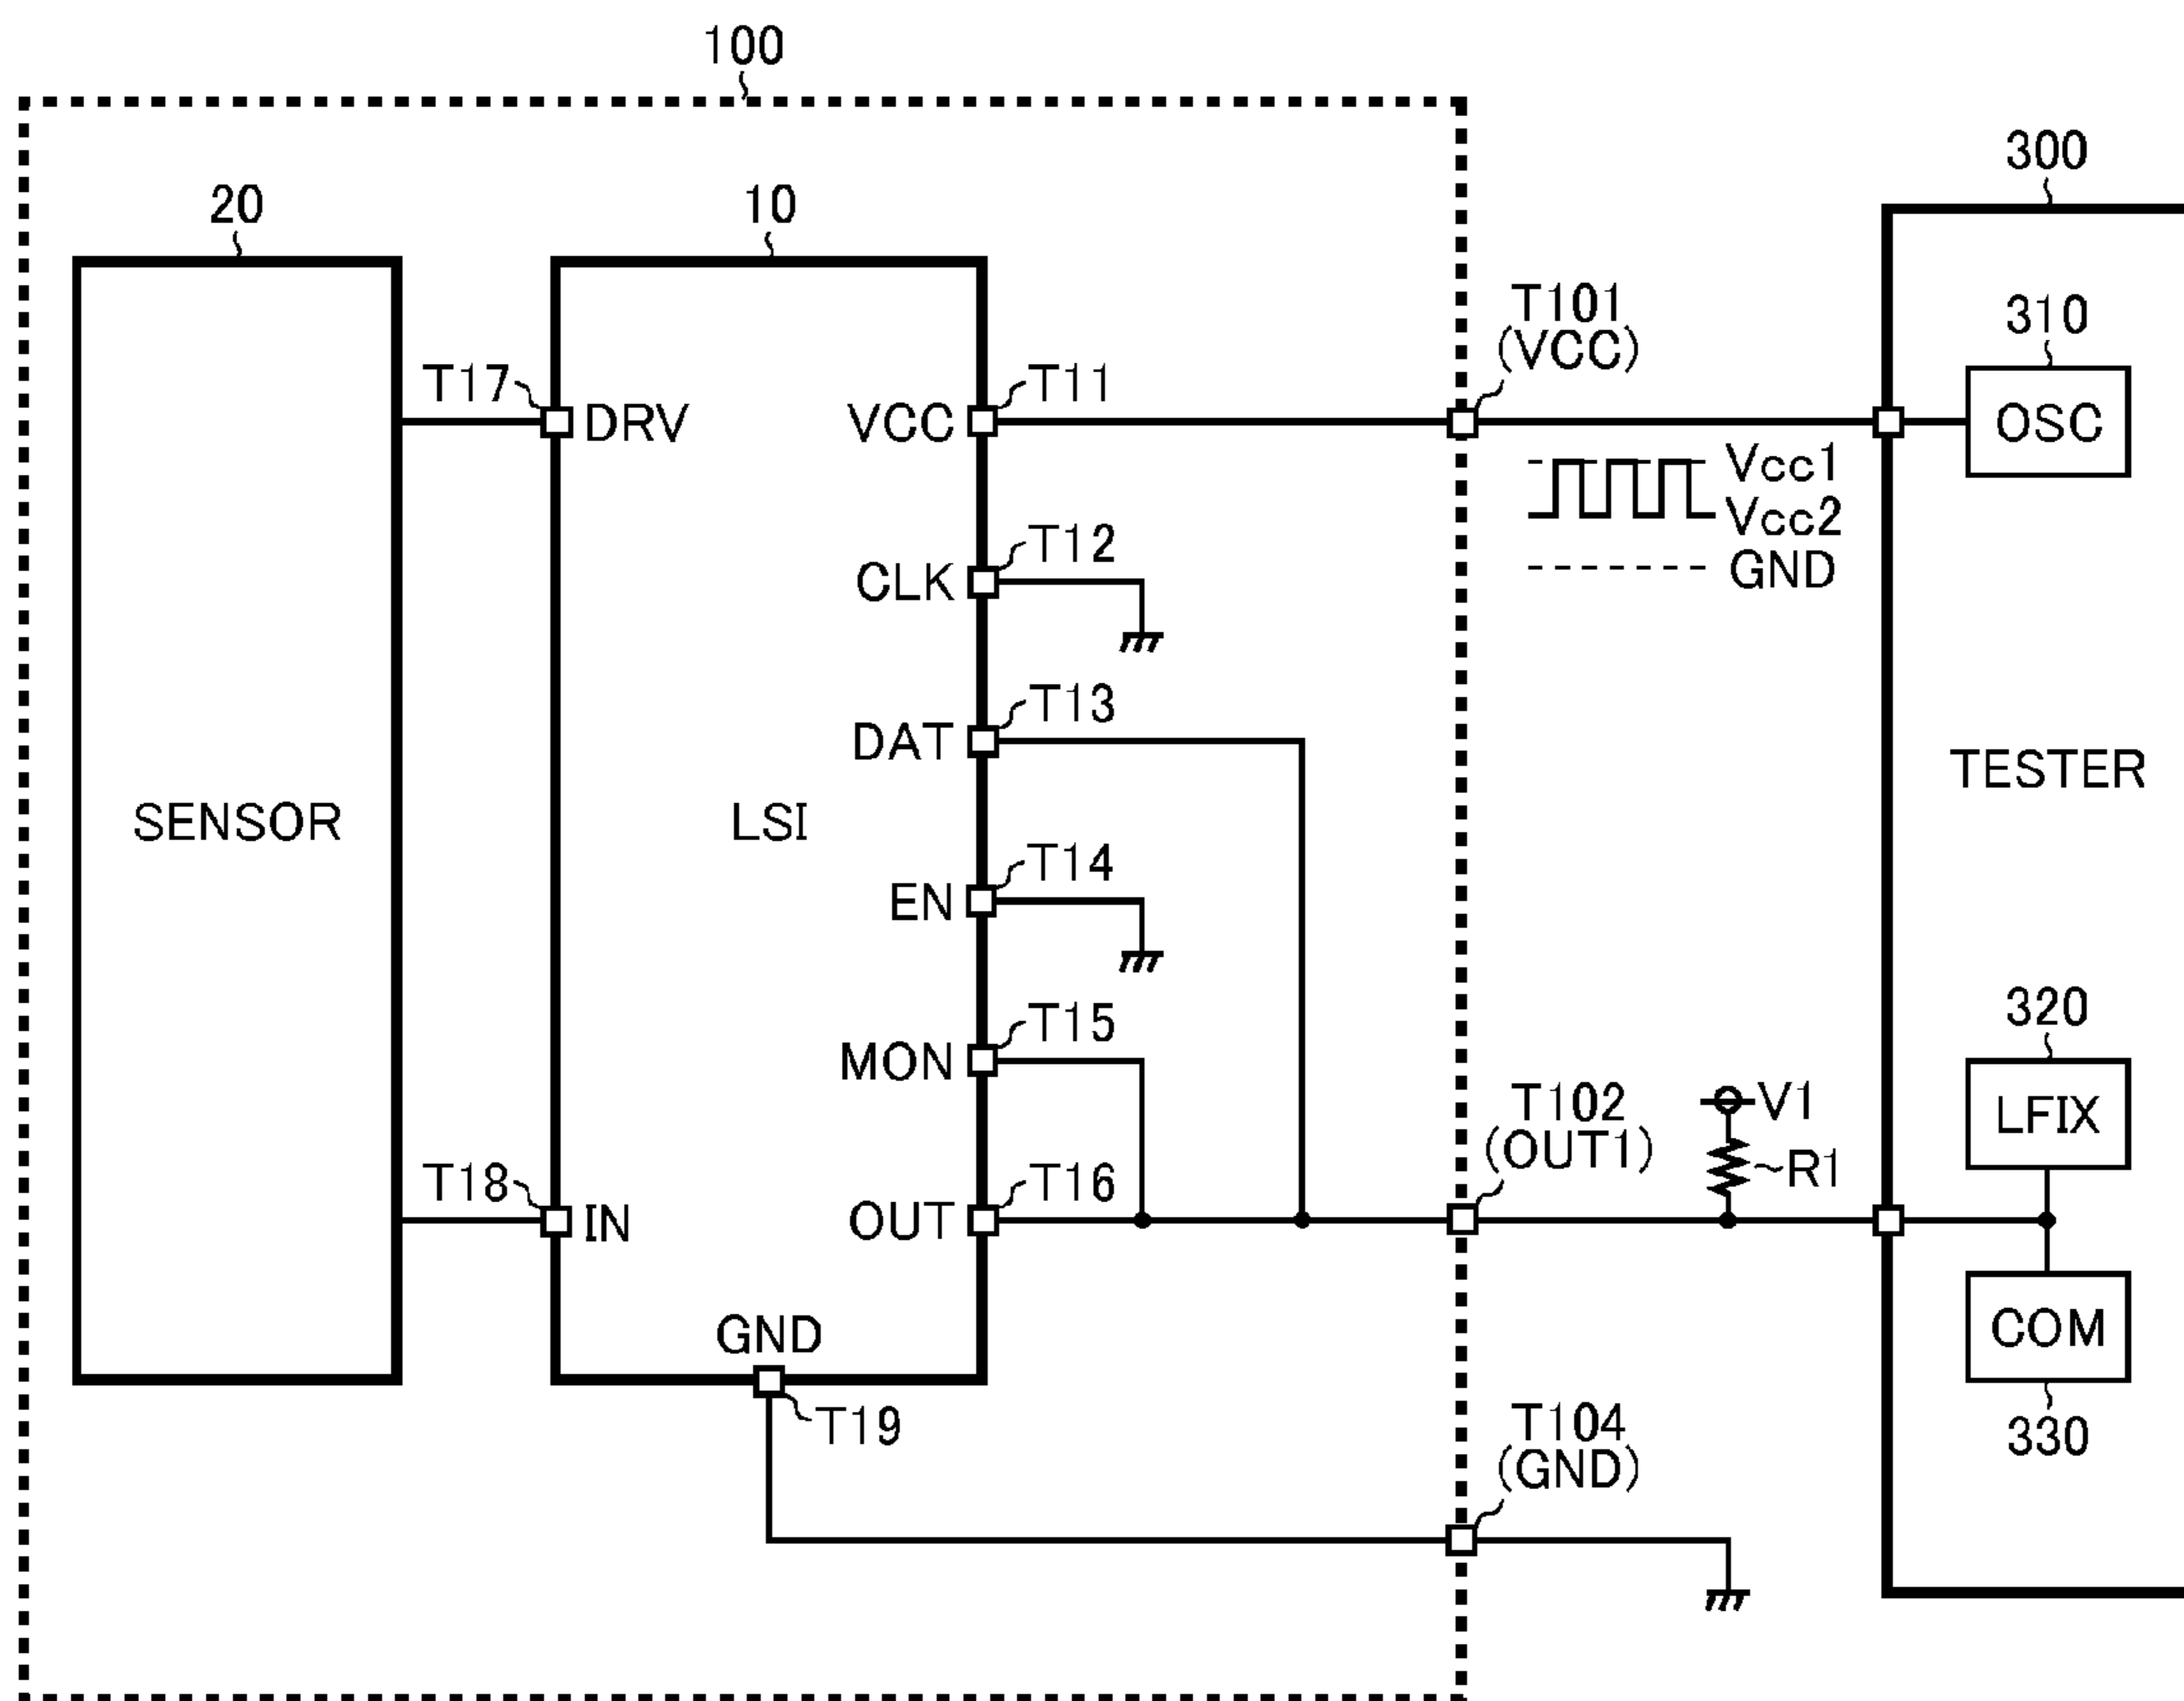 100
300
20
10
T101
(VCC)
310
T17
T11
DRV
VCC
OSC
Vcc1
Vcc2
GND
T12
CLK
T13
DAT
TESTER
SENSOR
LSI
T14
EN
320
T15
MON
T102
(OUT1)
V1
LFIX
~R1
T18
T16
IN
OUT
GND
COM
T19
T104
(GND)
330